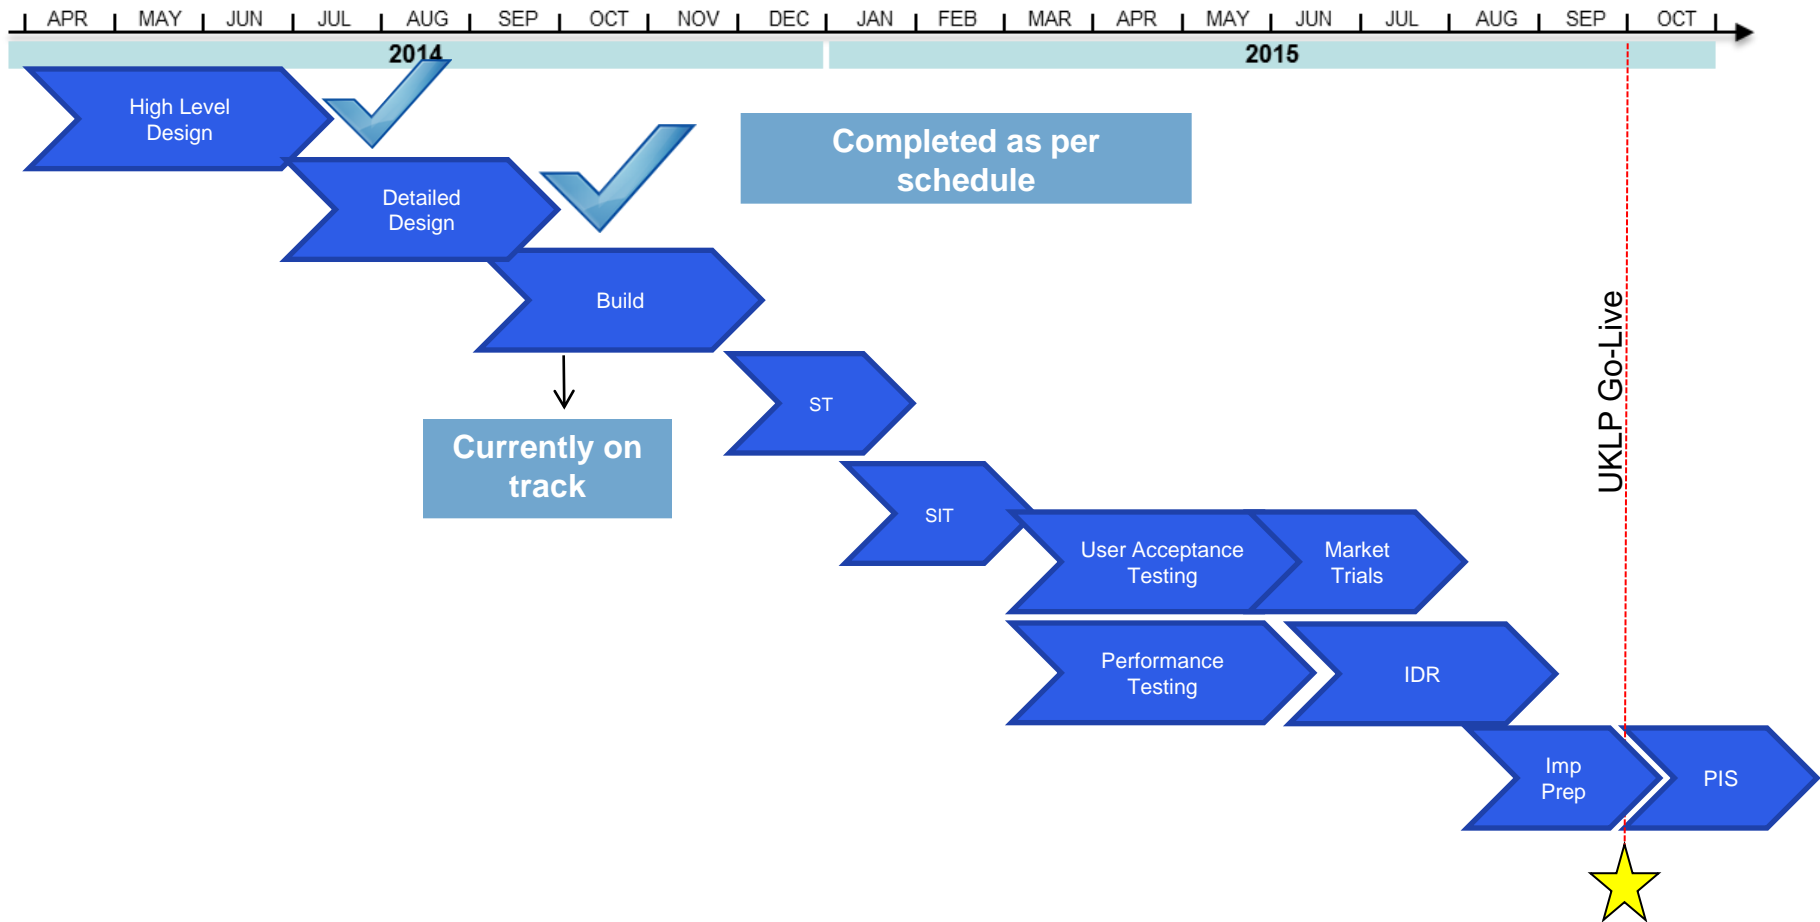 APR MAY JUN JUL AUG SEP OCT NOV DEC JAN FEB MAR APR MAY JUN JUL AUG SEP OCT
2014 2015
High Level
Design
Completed as per
schedule
Detailed
Design
Build
UKLP Go-Live
ST
Currently on
track
SIT
User Acceptance
Testing
Market
Trials
Performance
Testing
IDR
Imp
Prep
PIS